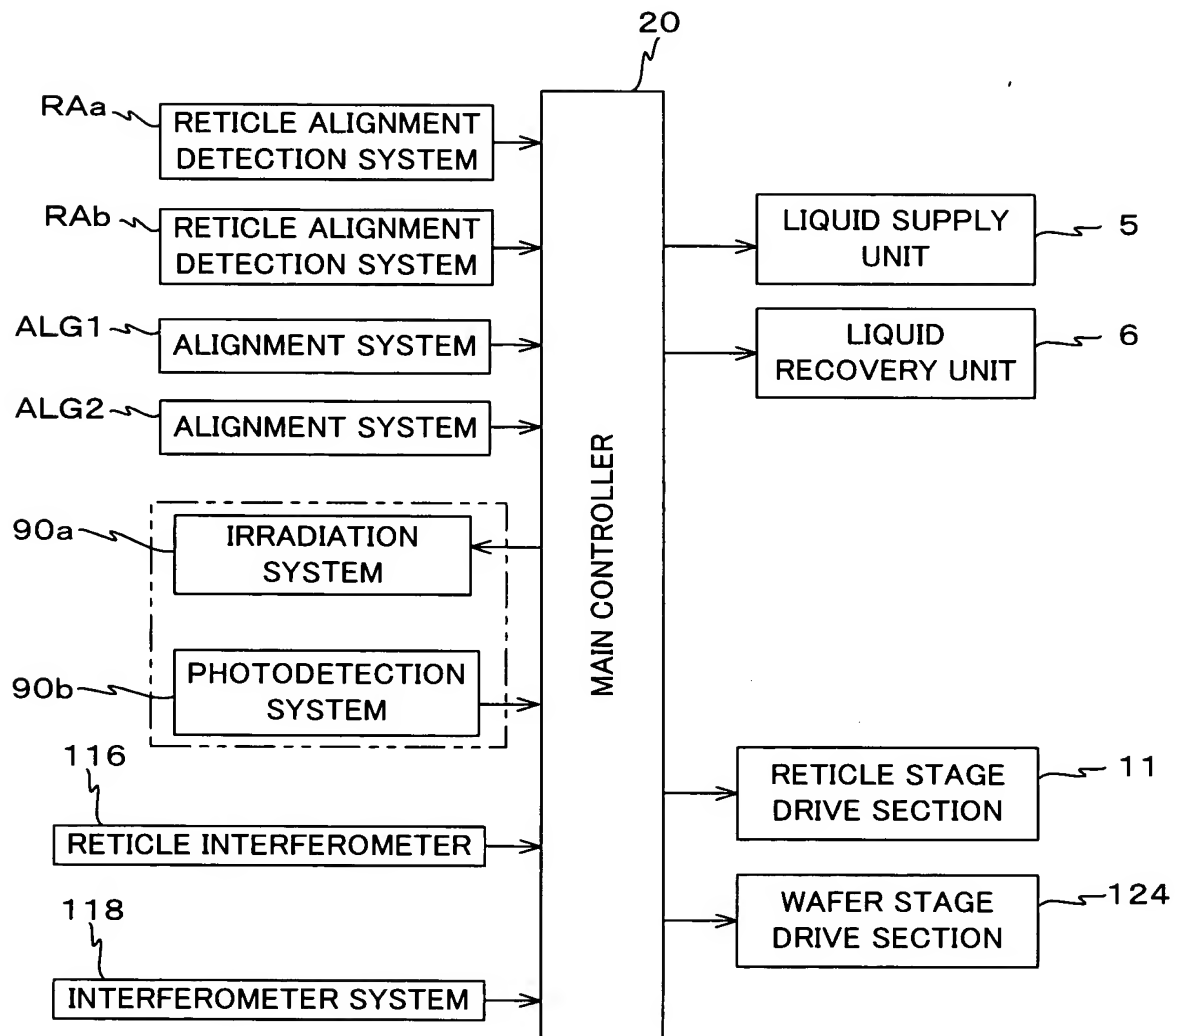 20
RAa
RETICLE ALIGNMENT
DETECTION SYSTEM
RAb
RETICLE ALIGNMENT
DETECTION SYSTEM
ALG1
ALIGNMENT SYSTEM
ALG2
ALIGNMENT SYSTEM
90a
IRRADIATION
SYSTEM
90b
PHOTODETECTION
SYSTEM
116
RETICLE INTERFEROMETER
118
INTERFEROMETER SYSTEM
MAIN CONTROLLER
LIQUID SUPPLY
UNIT
5
LIQUID
RECOVERY UNIT
6
RETICLE STAGE
DRIVE SECTION
11
WAFER STAGE
DRIVE SECTION
124